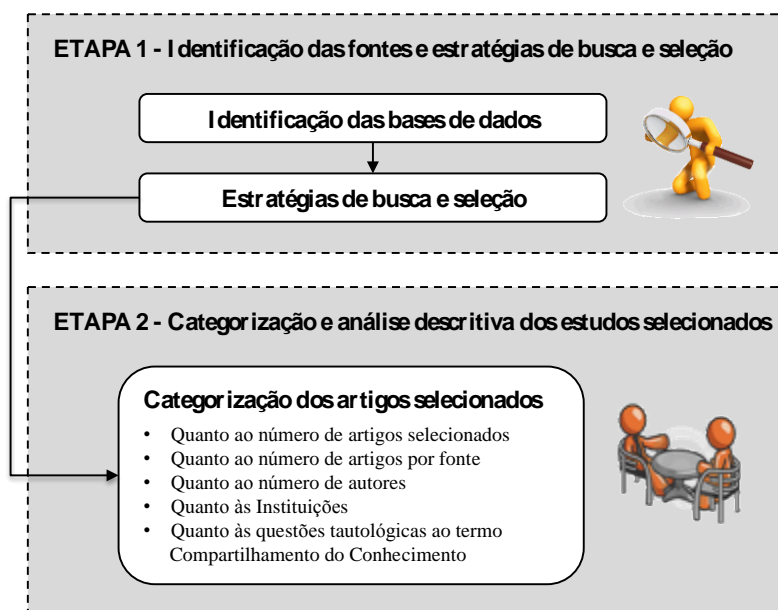 ETAPA 1 - Identificação das fontes e estratégias de busca e seleção
Identificação das bases de dados
Estratégias de busca e seleção
ETAPA 2 - Categorização e análise descritiva dos estudos selecionados
Categorização dos artigos selecionados
• Quanto ao número de artigos selecionados
• Quanto ao número de artigos por fonte
• Quanto ao número de autores
• Quanto às Instituições
• Quanto às questões tautológicas ao termo
Compartilhamento do Conhecimento